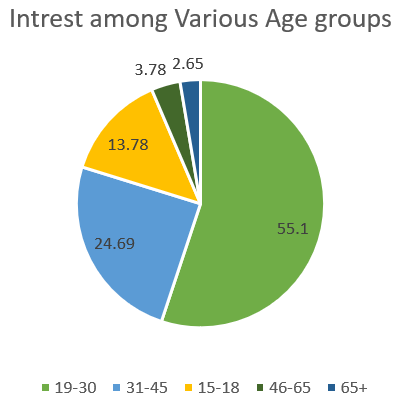 Intrest among Various Age groups
3.78 2.65
13.78
55.1
24.69
19-30 31-45 15-18 46-65 65+